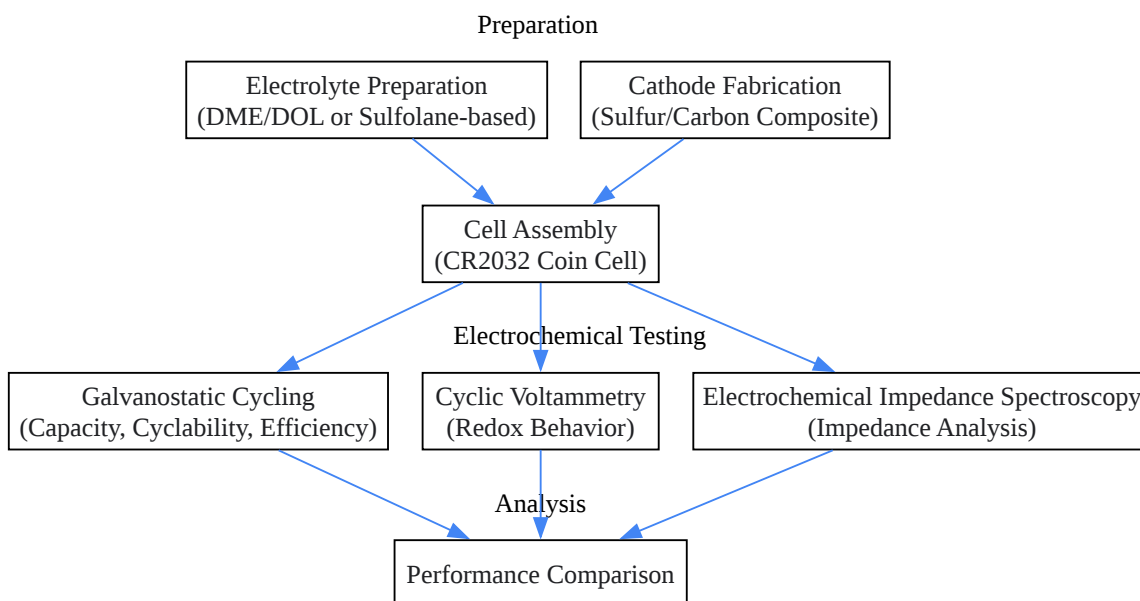 Preparation
Electrolyte Preparation
(DME/DOL or Sulfolane-based)
Cathode Fabrication
(Sulfur/Carbon Composite)
Cell Assembly
(CR2032 Coin Cell)
Electrochemical Testing
Galvanostatic Cycling
(Capacity, Cyclability, Efficiency)
Cyclic Voltammetry
(Redox Behavior)
Electrochemical Impedance Spectroscopy
(Impedance Analysis)
Analysis
Performance Comparison